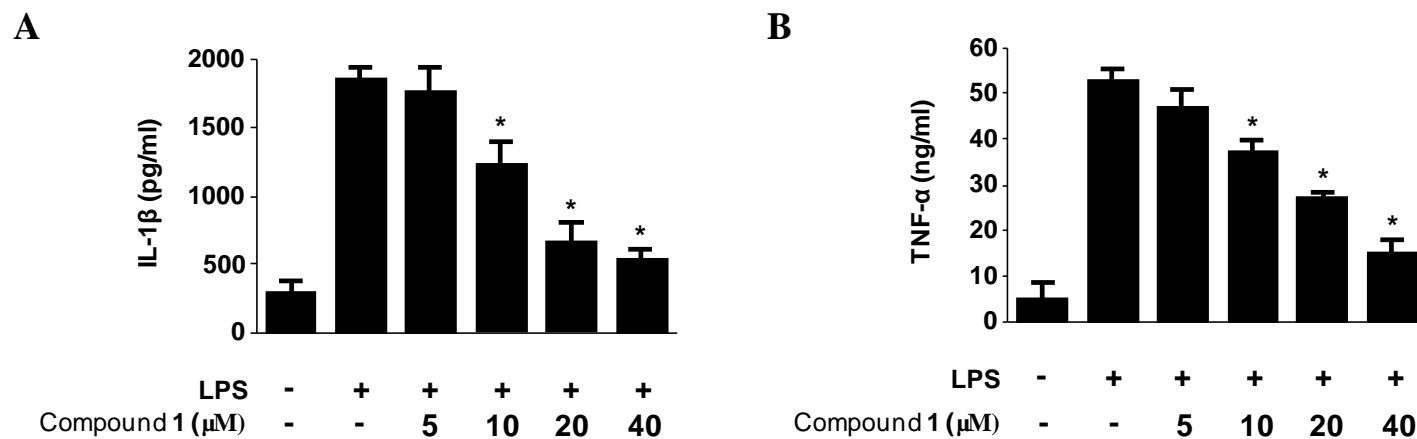 A
IL-1β (pg/ml)
2000
1500
1000
500
0
* * *
LPS - + + + + +
Compound 1 (μM) - - 5 10 20 40
B
TNF-α (ng/ml)
60
50
40
30
20
10
0
* * *
LPS - + + + + +
Compound 1 (μM) - - 5 10 20 40